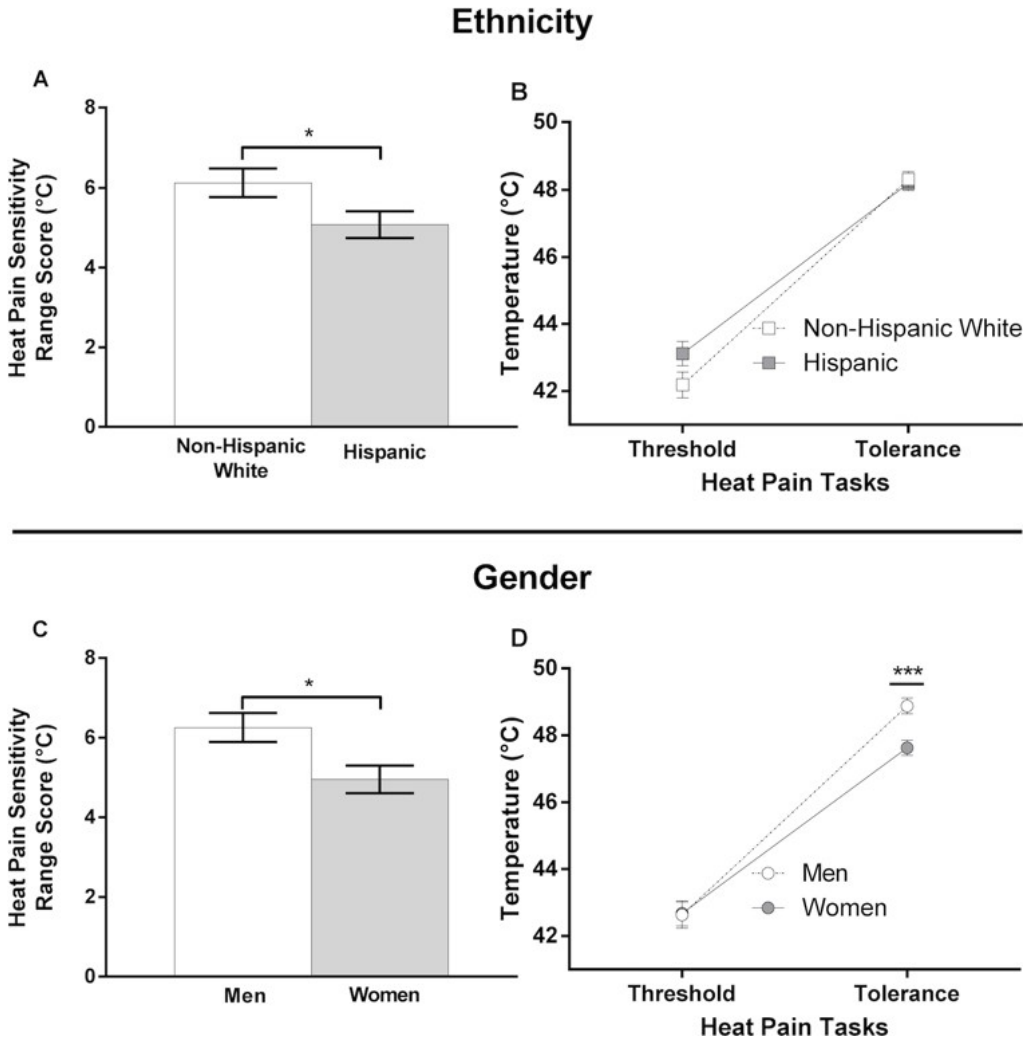 Ethnicity
A
Heat Pain Sensitivity
Range Score (°C)
8
6
4
2
0
*
Non-Hispanic
White
Hispanic
B
Temperature (°C)
50
48
46
44
42
Non-Hispanic White
Hispanic
Threshold
Tolerance
Heat Pain Tasks
Gender
C
Heat Pain Sensitivity
Range Score (°C)
8
6
4
2
0
*
Men
Women
D
Temperature (°C)
50
48
46
44
42
***
Men
Women
Threshold
Tolerance
Heat Pain Tasks